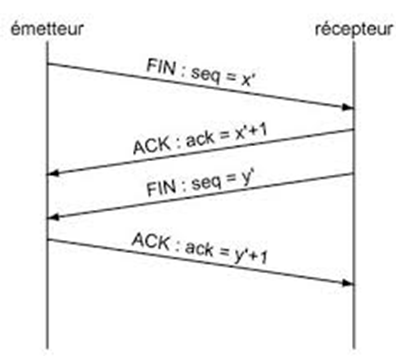 émetteur
récepteur
FIN : seq = x'
ACK : ack = x'+1
FIN : seq = y'
ACK : ack = y'+1